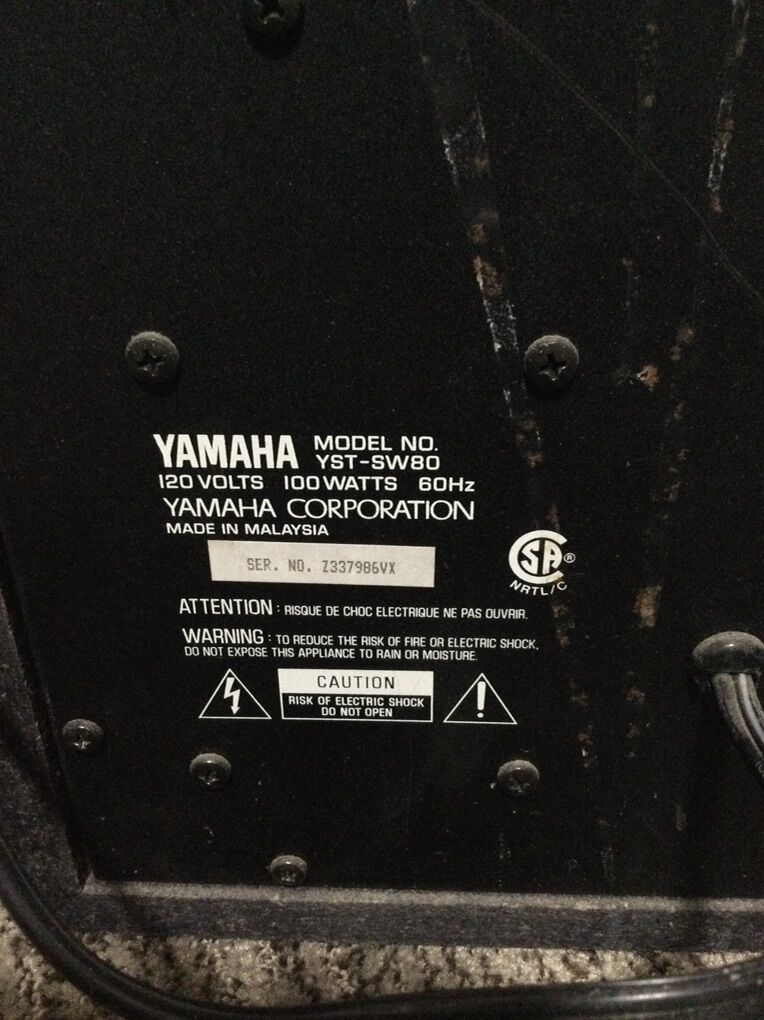 YAMAHA MODEL NO.
YST-SW80
120 VOLTS 100 WATTS 60Hz
YAMAHA CORPORATION
MADE IN MALAYSIA
SER. NO. Z337986VX
SA®
NRTL/C
ATTENTION : RISQUE DE CHOC ELECTRIQUE NE PAS OUVRIR.
WARNING : TO REDUCE THE RISK OF FIRE OR ELECTRIC SHOCK,
DO NOT EXPOSE THIS APPLIANCE TO RAIN OR MOISTURE.
CAUTION
RISK OF ELECTRIC SHOCK
DO NOT OPEN
!